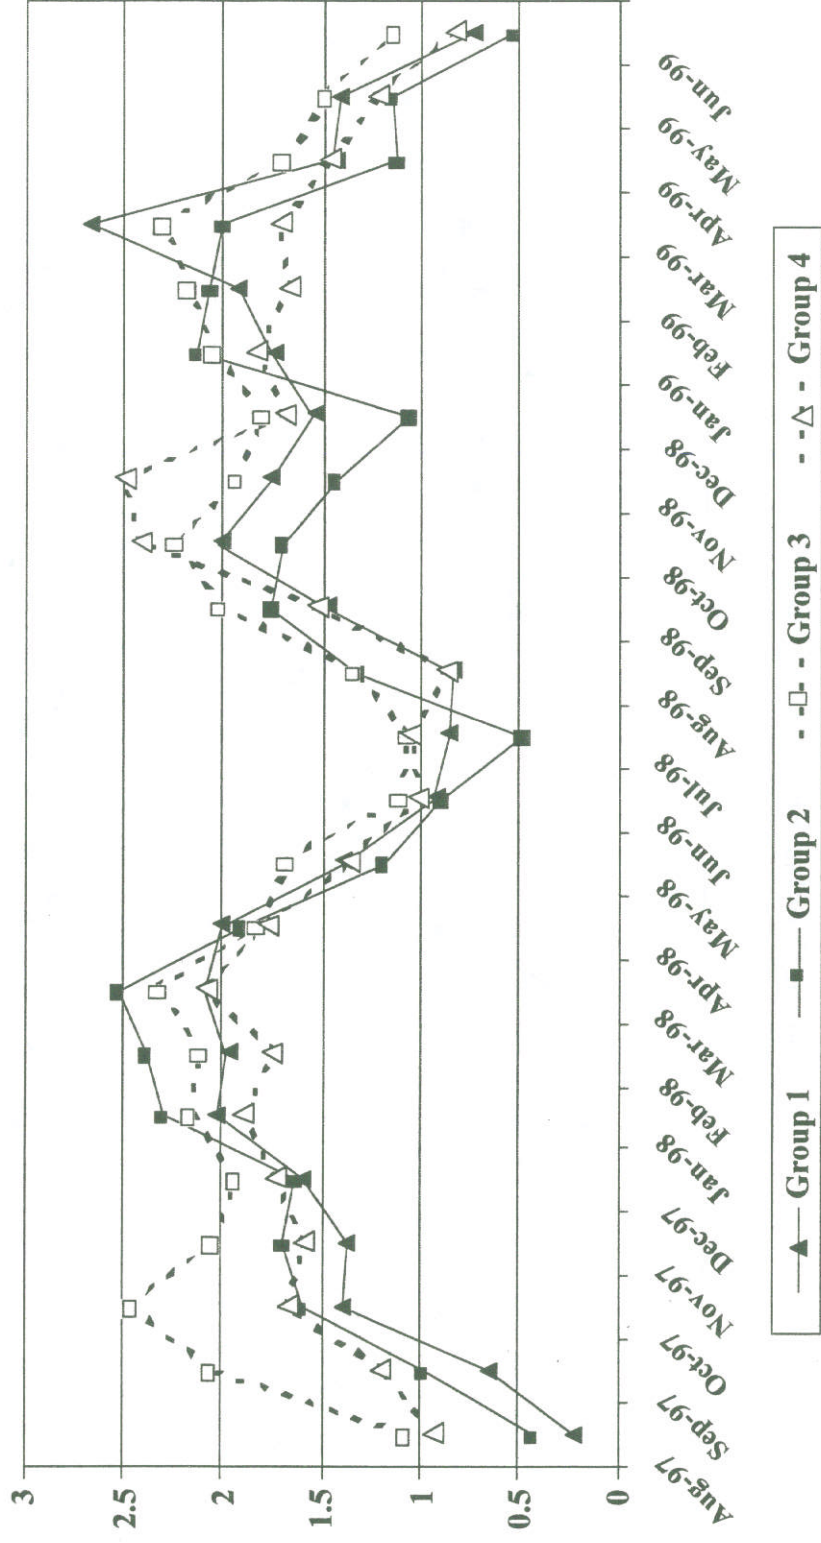 3
2.5
2
1.5
1
0.5
0
Aug-97
Sep-97
Oct-97
Nov-97
Dec-97
Jan-98
Feb-98
Mar-98
Apr-98
May-98
Jun-98
Jul-98
Aug-98
Sep-98
Oct-98
Nov-98
Dec-98
Jan-99
Feb-99
Mar-99
Apr-99
May-99
Jun-99
Group 1
Group 2
Group 3
Group 4